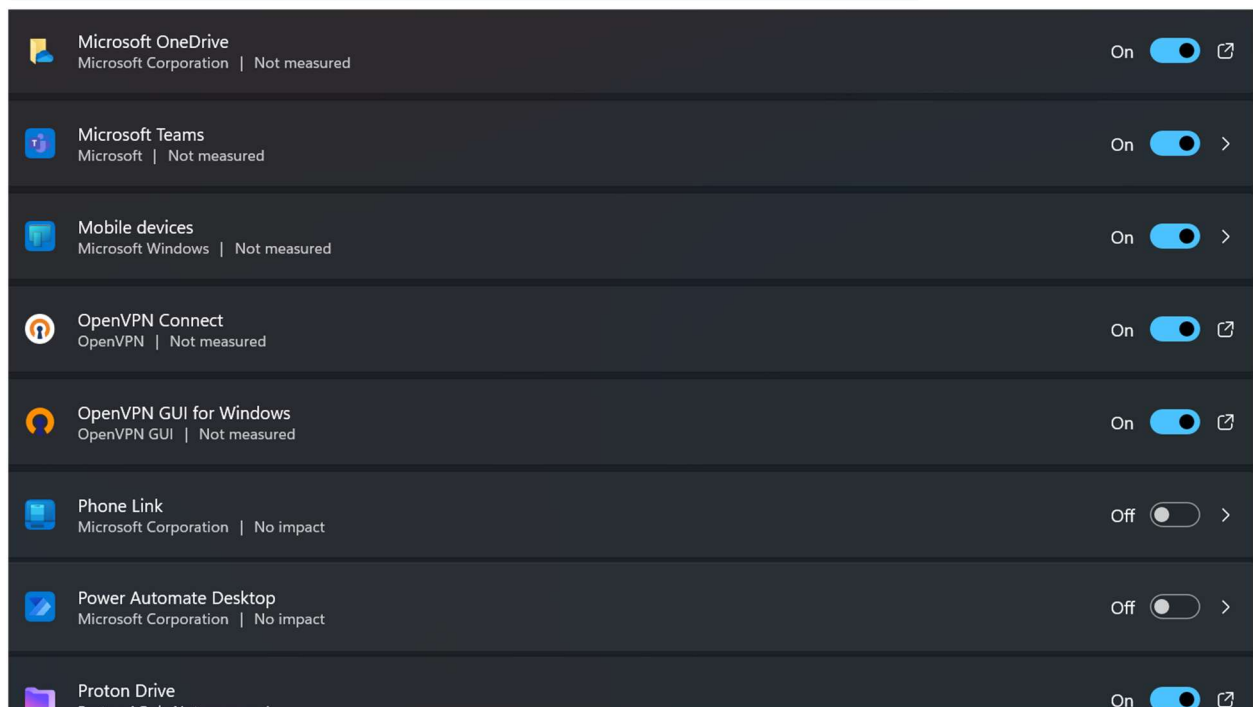 Microsoft OneDrive
Microsoft Corporation | Not measured
On
Microsoft Teams
Microsoft | Not measured
On
Mobile devices
Microsoft Windows | Not measured
On
OpenVPN Connect
OpenVPN | Not measured
On
OpenVPN GUI for Windows
OpenVPN GUI | Not measured
On
Phone Link
Microsoft Corporation | No impact
Off
Power Automate Desktop
Microsoft Corporation | No impact
Off
Proton Drive
On